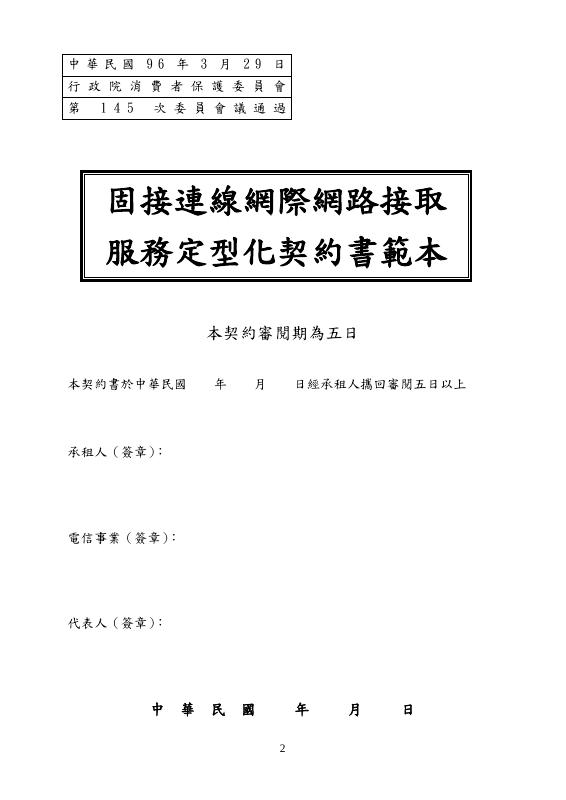 中華民國 96 年 3 月 29 日
行政院消費者保護委員會
第 145 次委員會議通過
固接連線網際網路接取
服務定型化契約書範本
本契約審閱期為五日
本契約書於中華民國　　年　　月　　日經承租人攜回審閱五日以上
承租人（簽章）：
電信事業（簽章）：
代表人（簽章）：
中 華 民 國　　年　　月　　日
2